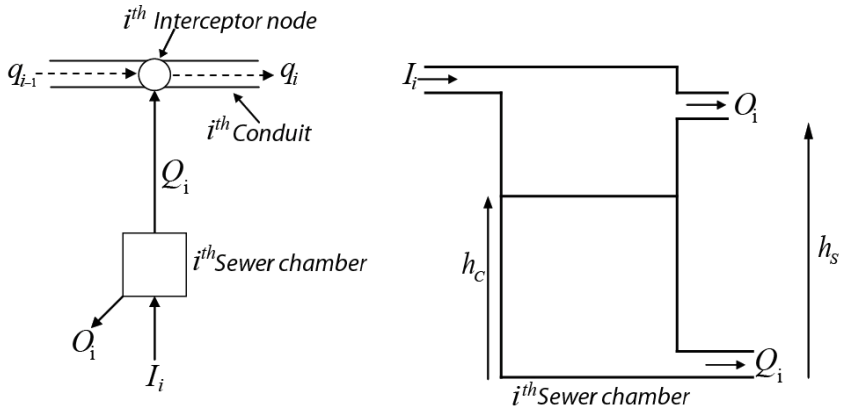 i^th Interceptor node
q_i-1
q_i
i^th Conduit
Q_i
i^th Sewer chamber
O_i
I_i
I_i
O_i
h_C
h_S
Q_i
i^th Sewer chamber